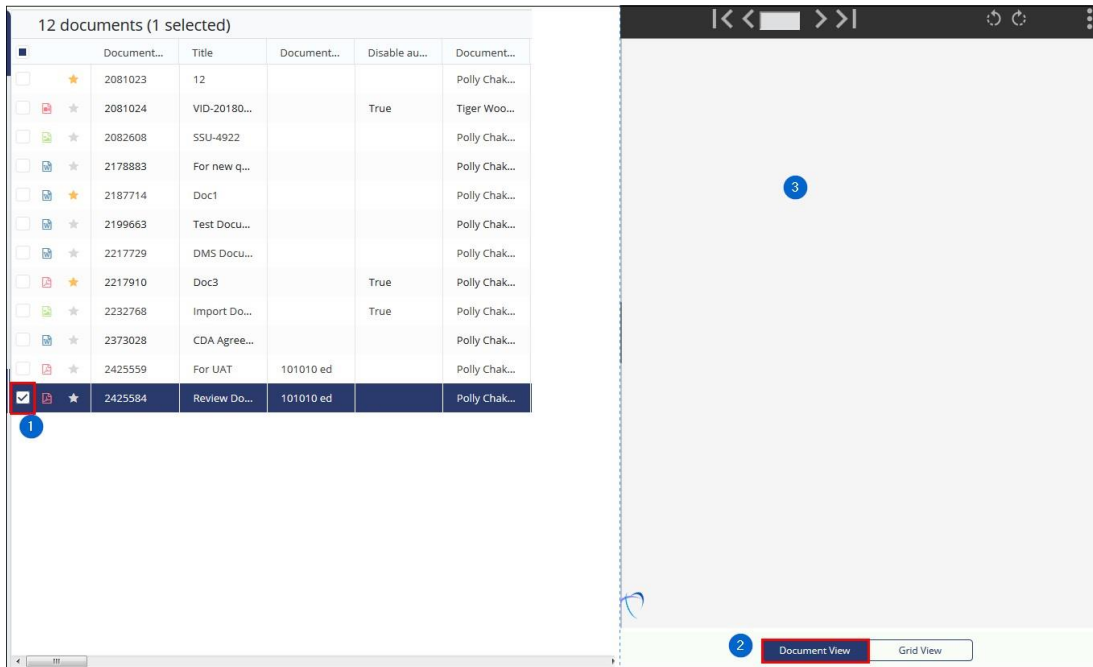 12 documents (1 selected)
Document... Title Document... Disable au... Document...
2081023 12 Polly Chak...
2081024 VID-20180... True Tiger Woo...
2082608 SSU-4922 Polly Chak...
2178883 For new q... Polly Chak...
2187714 Doc1 Polly Chak...
2199663 Test Docu... Polly Chak...
2217729 DMS Docu... Polly Chak...
2217910 Doc3 True Polly Chak...
2232768 Import Do... True Polly Chak...
2373028 CDA Agree... Polly Chak...
2425559 For UAT 101010 ed Polly Chak...
2425584 Review Do... 101010 ed Polly Chak...
1
3
2 Document View Grid View